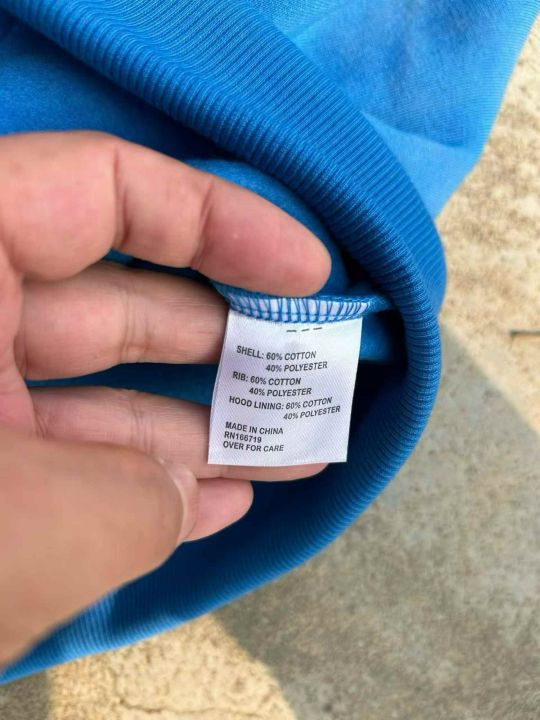 SHELL: 60% COTTON
40% POLYESTER
RIB: 60% COTTON
40% POLYESTER
HOOD LINING: 60% COTTON
40% POLYESTER
MADE IN CHINA
RN166719
OVER FOR CARE